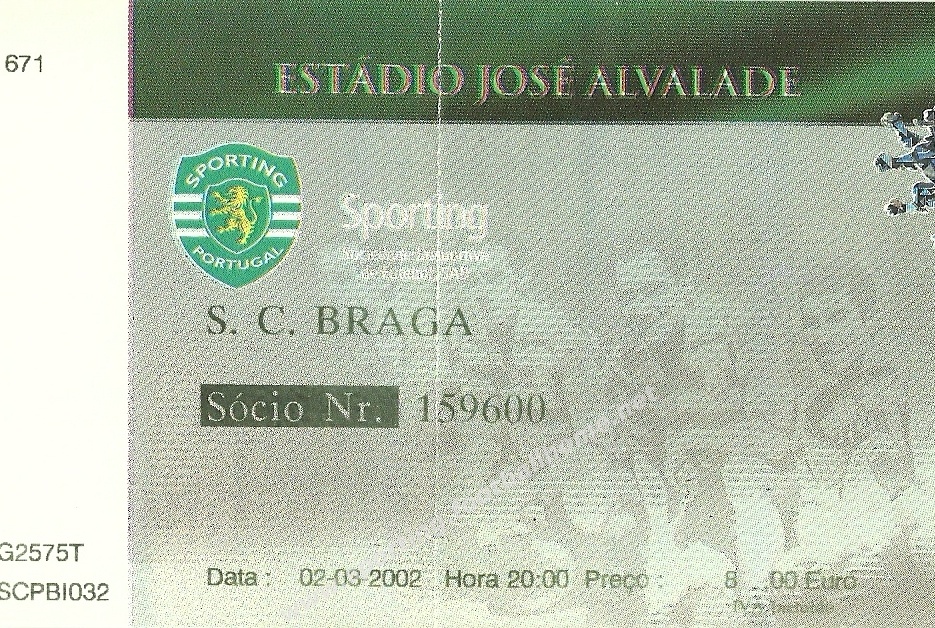 671
ESTÁDIO JOSÉ ALVALADE
SPORTING
PORTUGAL
Sporting
S. C. BRAGA
Sócio Nr. 159600
G2575T
SCPBI032
Data : 02-03-2002 Hora 20:00 Preço : 8 .00 Euro